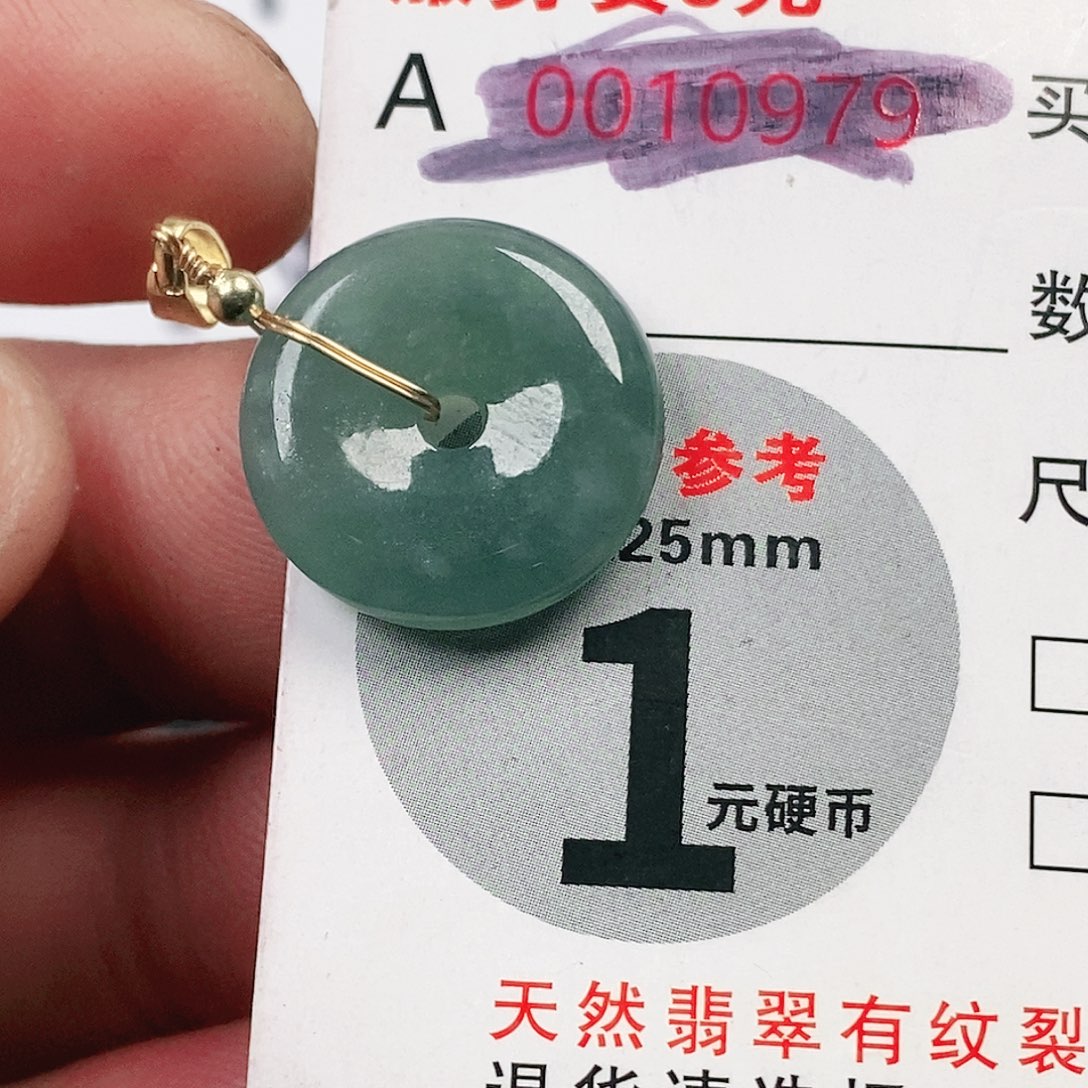 A 0010979 买
数
参考
尺
25mm
1
元硬币
天然翡翠有纹裂